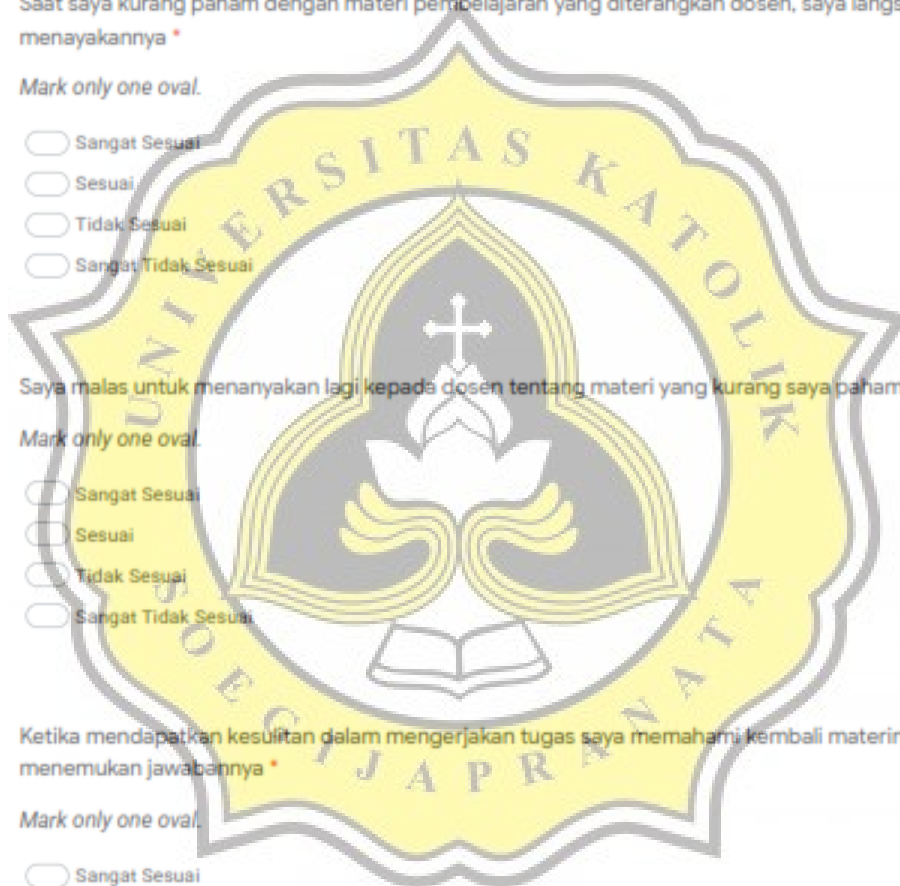 Saat saya kurang paham dengan materi pembelajaran yang diterangkan dosen, saya langs
menayakannya *
Mark only one oval.
Sangat Sesuai
Sesuai
Tidak Sesuai
Sangat Tidak Sesuai
Saya malas untuk menanyakan lagi kepada dosen tentang materi yang kurang saya paham
Mark only one oval.
Sangat Sesuai
Sesuai
Tidak Sesuai
Sangat Tidak Sesuai
Ketika mendapatkan kesulitan dalam mengerjakan tugas saya memahami kembali materin
menemukan jawabannya *
Mark only one oval.
Sangat Sesuai
UNIVERSITAS KATOLIK
SOEGIJAPRANATA